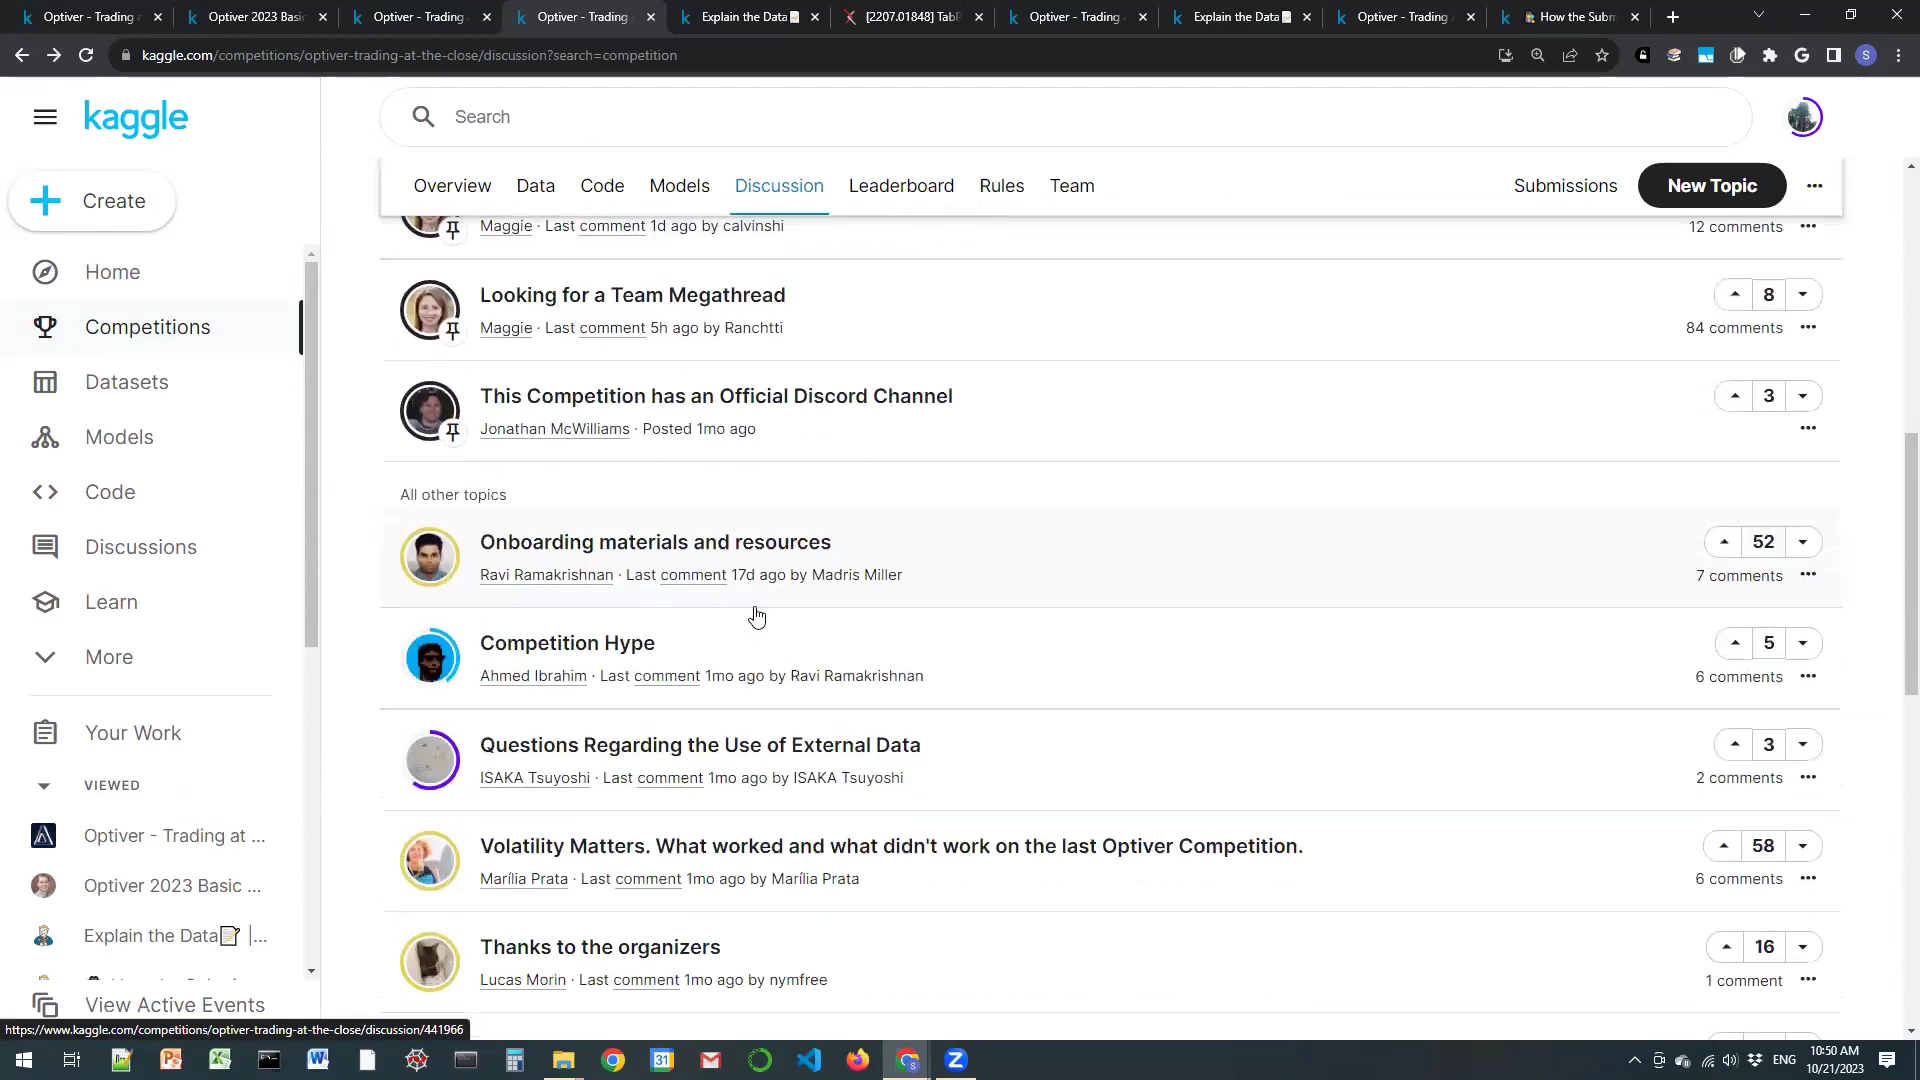 Optiver - Trading
Optiver 2023 Basi
Optiver - Trading
Optiver - Trading
Explain the Data
[2207.01848] TabP
Optiver - Trading
Explain the Data
Optiver - Trading
How the Subm
kaggle.com/competitions/optiver-trading-at-the-close/discussion?search=competition
S
kaggle
Search
Create
Overview Data Code Models Discussion Leaderboard Rules Team Submissions New Topic
Home
Competitions
Datasets
Models
Code
Discussions
Learn
More
Your Work
VIEWED
Optiver - Trading at ...
Optiver 2023 Basic ...
Explain the Data |...
View Active Events
Maggie · Last comment 1d ago by calvinshi
12 comments
Looking for a Team Megathread
8
Maggie · Last comment 5h ago by Ranchtti
84 comments
This Competition has an Official Discord Channel
3
Jonathan McWilliams · Posted 1mo ago
All other topics
Onboarding materials and resources
52
Ravi Ramakrishnan · Last comment 17d ago by Madris Miller
7 comments
Competition Hype
5
Ahmed Ibrahim · Last comment 1mo ago by Ravi Ramakrishnan
6 comments
Questions Regarding the Use of External Data
3
ISAKA Tsuyoshi · Last comment 1mo ago by ISAKA Tsuyoshi
2 comments
Volatility Matters. What worked and what didn't work on the last Optiver Competition.
58
Marília Prata · Last comment 1mo ago by Marília Prata
6 comments
Thanks to the organizers
16
Lucas Morin · Last comment 1mo ago by nymfree
1 comment
https://www.kaggle.com/competitions/optiver-trading-at-the-close/discussion/441966
ENG
10:50 AM
10/21/2023